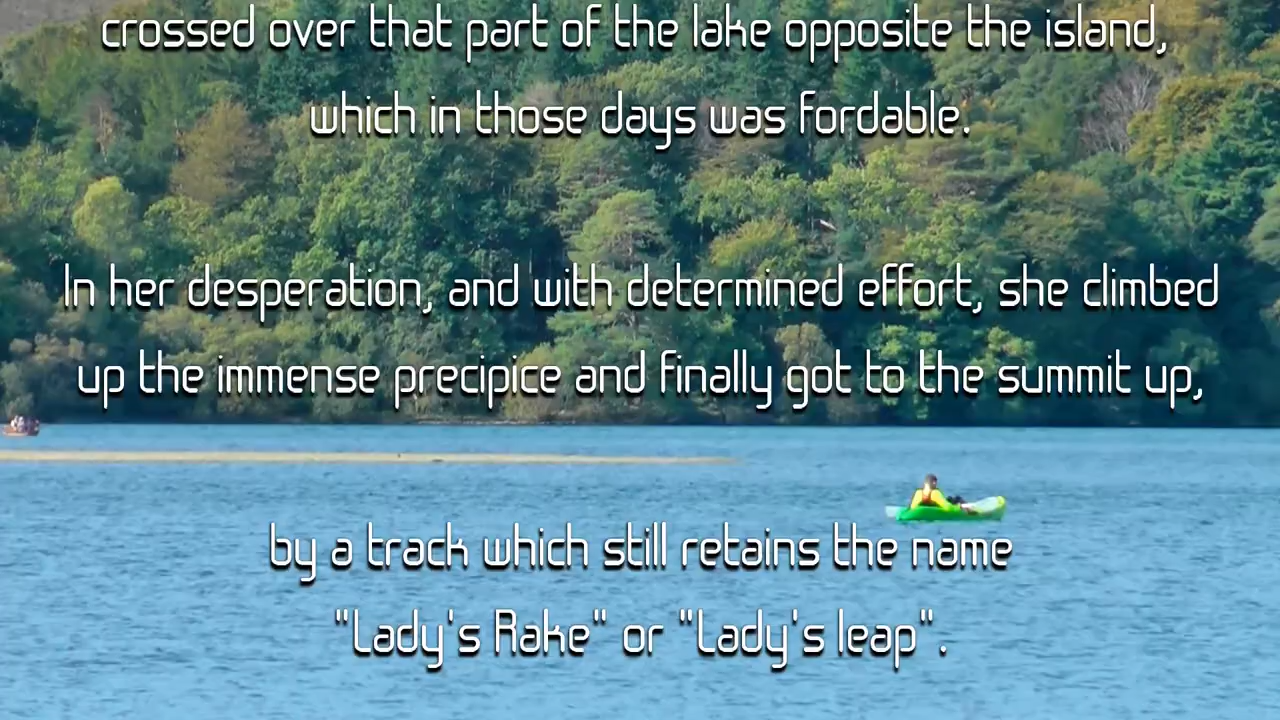 crossed over that part of the lake opposite the island,
which in those days was fordable.
In her desperation, and with determined effort, she climbed
up the immense precipice and finally got to the summit up,
by a track which still retains the name
"Lady's Rake" or "Lady's leap".